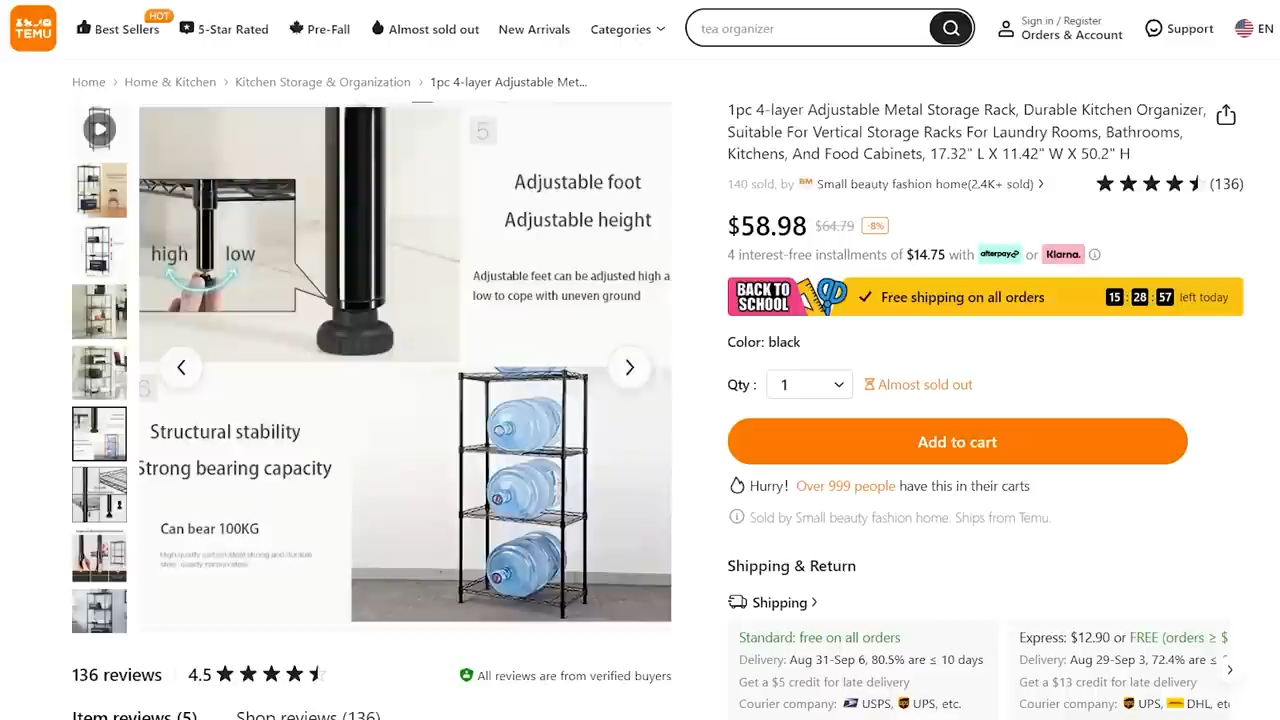 TEMU
Best Sellers
HOT
5-Star Rated
Pre-Fall
Almost sold out
New Arrivals
Categories
tea organizer
Sign in / Register
Orders & Account
Support
EN
Home > Home & Kitchen > Kitchen Storage & Organization > 1pc 4-layer Adjustable Met...
5
Adjustable foot
Adjustable height
high
low
Adjustable feet can be adjusted high a
low to cope with uneven ground
6
Structural stability
Strong bearing capacity
Can bear 100KG
136 reviews
4.5
All reviews are from verified buyers
Item reviews (5)
Shop reviews (136)
1pc 4-layer Adjustable Metal Storage Rack, Durable Kitchen Organizer,
Suitable For Vertical Storage Racks For Laundry Rooms, Bathrooms,
Kitchens, And Food Cabinets, 17.32" L X 11.42" W X 50.2" H
140 sold, by BM Small beauty fashion home(2.4K+ sold) >
(136)
$58.98 $64.79 -8%
4 interest-free installments of $14.75 with afterpay or Klarna.
BACK TO
SCHOOL
Free shipping on all orders
15 : 28 : 57 left today
Color: black
Qty : 1
Almost sold out
Add to cart
Hurry! Over 999 people have this in their carts
Sold by Small beauty fashion home. Ships from Temu.
Shipping & Return
Shipping >
Standard: free on all orders
Delivery: Aug 31-Sep 6, 80.5% are ≤ 10 days
Get a $5 credit for late delivery
Courier company: USPS, UPS, etc.
Express: $12.90 or FREE (orders ≥ $
Delivery: Aug 29-Sep 3, 72.4% are ≤
Get a $13 credit for late delivery
Courier company: UPS, DHL, etc